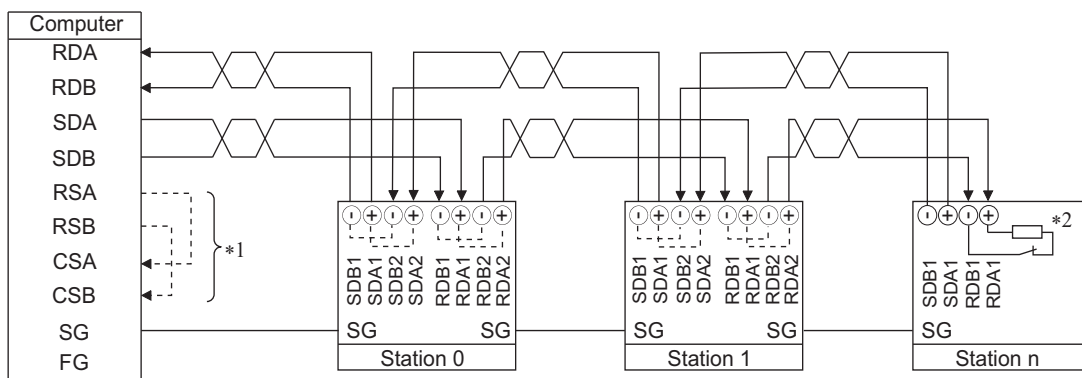 Computer
RDA
RDB
SDA
SDB
RSA
RSB
CSA
CSB
SG
FG
*1
- + - + - + - +
SDB1
SDA1
SDB2
SDA2
RDB1
RDA1
RDB2
RDA2
SG SG
Station 0
- + - + - + - +
SDB1
SDA1
SDB2
SDA2
RDB1
RDA1
RDB2
RDA2
SG SG
Station 1
- + - +
*2
SDB1
SDA1
RDB1
RDA1
SG
Station n